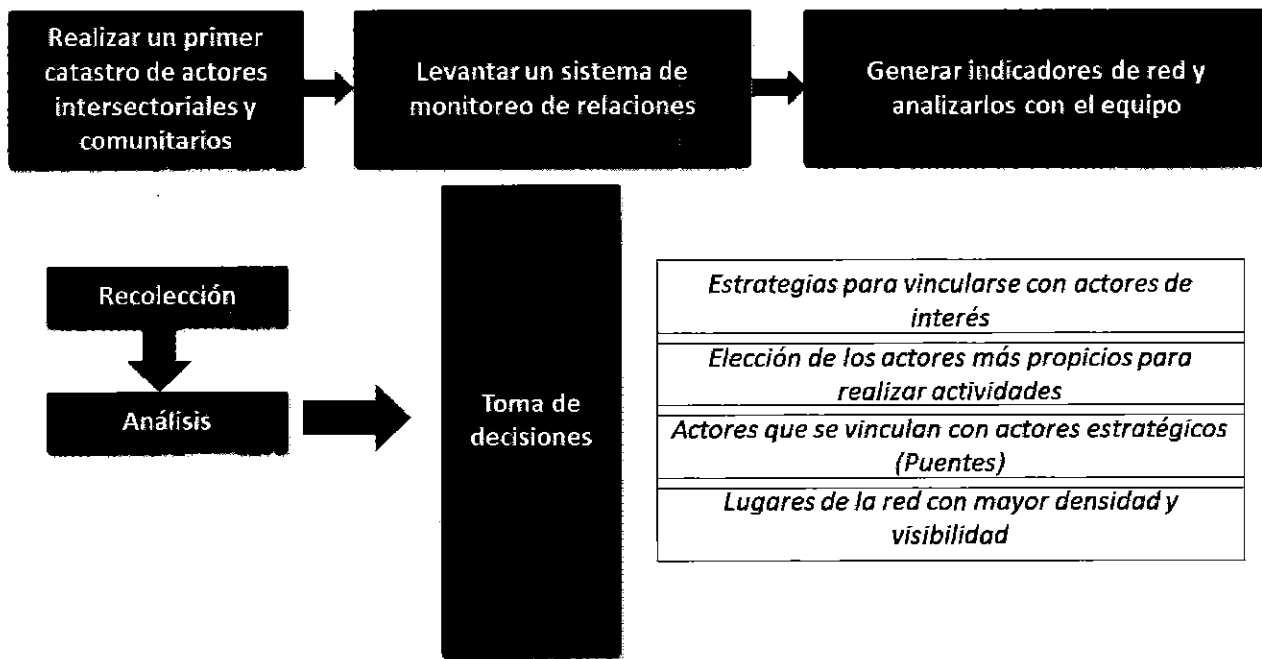 Realizar un primer
catastro de actores
intersectoriales y
comunitarios
Levantar un sistema de
monitoreo de relaciones
Generar indicadores de red y
analizarlos con el equipo
Recolección
Análisis
Toma de
decisiones
Estrategias para vincularse con actores de
interés
Elección de los actores más propicios para
realizar actividades
Actores que se vinculan con actores estratégicos
(Puentes)
Lugares de la red con mayor densidad y
visibilidad